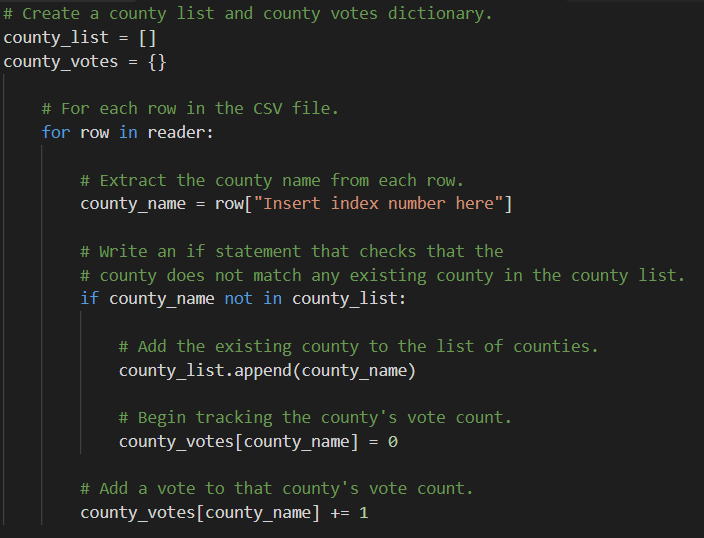 # Create a county list and county votes dictionary.
county_list = []
county_votes = {}
# For each row in the CSV file.
for row in reader:
# Extract the county name from each row.
county_name = row["Insert index number here"]
# Write an if statement that checks that the
# county does not match any existing county in the county list.
if county_name not in county_list:
# Add the existing county to the list of counties.
county_list.append(county_name)
# Begin tracking the county's vote count.
county_votes[county_name] = 0
# Add a vote to that county's vote count.
county_votes[county_name] += 1